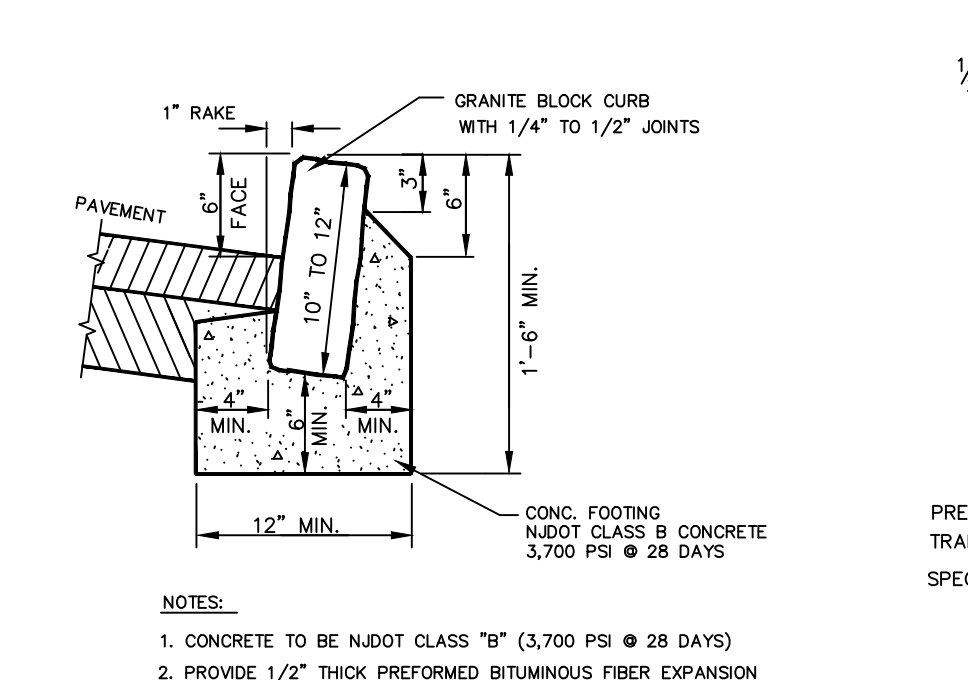 1" RAKE
GRANITE BLOCK CURB
WITH 1/4" TO 1/2" JOINTS
PAVEMENT
6"
FACE
3"
6"
10" TO 12"
1'-6" MIN.
4"
MIN.
6"
MIN.
4"
MIN.
12" MIN.
CONC. FOOTING
NJDOT CLASS B CONCRETE
3,700 PSI @ 28 DAYS
NOTES:
1. CONCRETE TO BE NJDOT CLASS "B" (3,700 PSI @ 28 DAYS)
2. PROVIDE 1/2" THICK PREFORMED BITUMINOUS FIBER EXPANSION
PRE
TRA
SPE